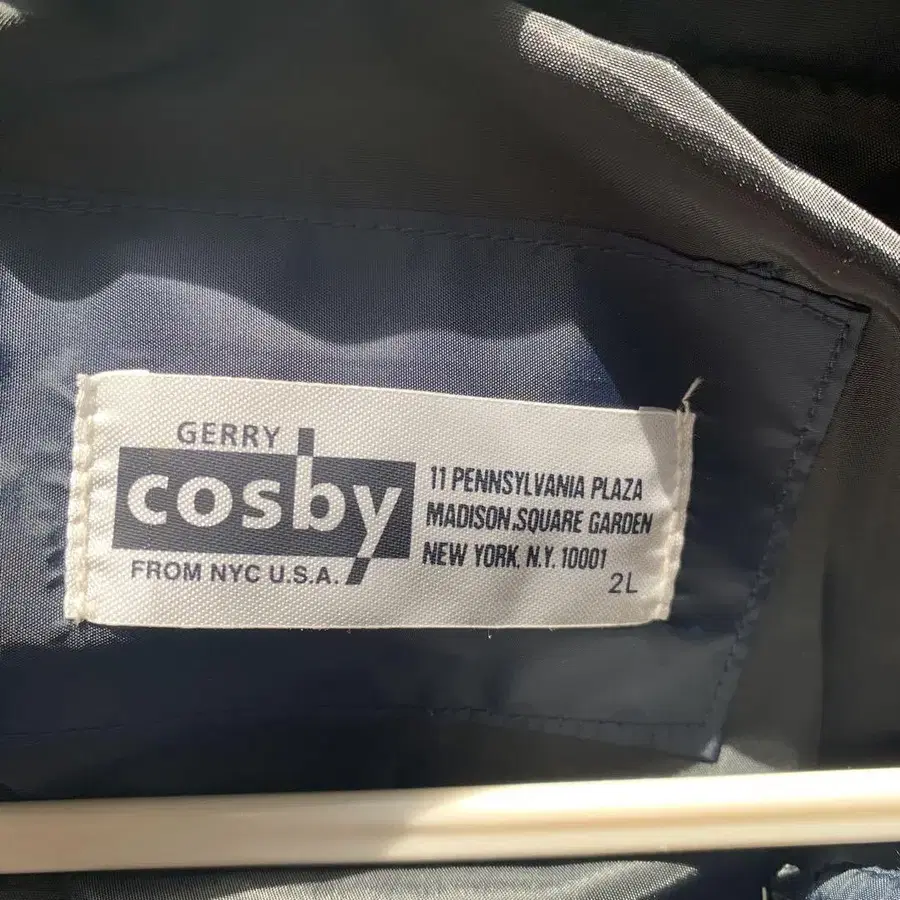 GERRY
cosby
FROM NYC U.S.A.
11 PENNSYLVANIA PLAZA
MADISON.SQUARE GARDEN
NEW YORK, N.Y. 10001
2L